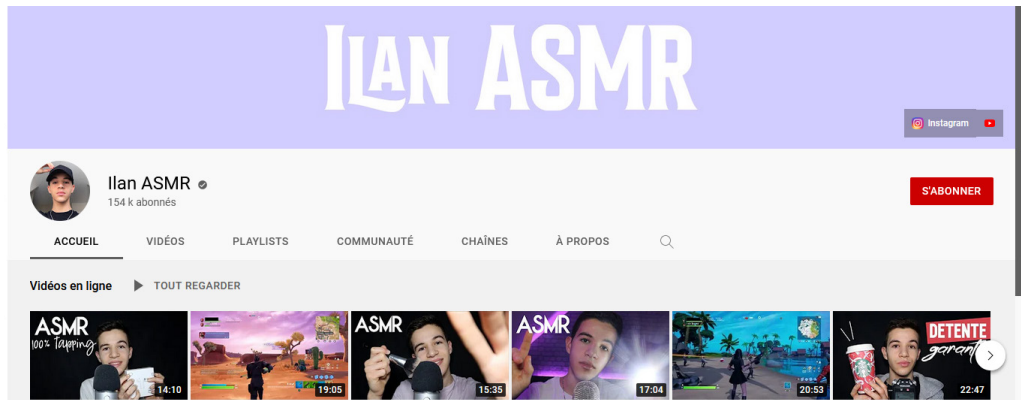 ILAN ASMR
Instagram
Ilan ASMR
154 k abonnés
S'ABONNER
ACCUEIL VIDÉOS PLAYLISTS COMMUNAUTÉ CHAÎNES À PROPOS
Vidéos en ligne TOUT REGARDER
ASMR
100% Tapping
14:10
19:05
ASMR
15:35
ASMR
17:04
20:53
DETENTE
22:47